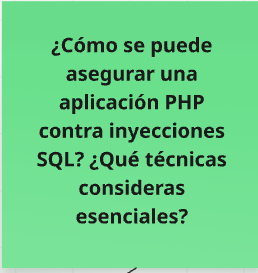 ¿Cómo se puede
asegurar una
aplicación PHP
contra inyecciones
SQL? ¿Qué técnicas
consideras
esenciales?